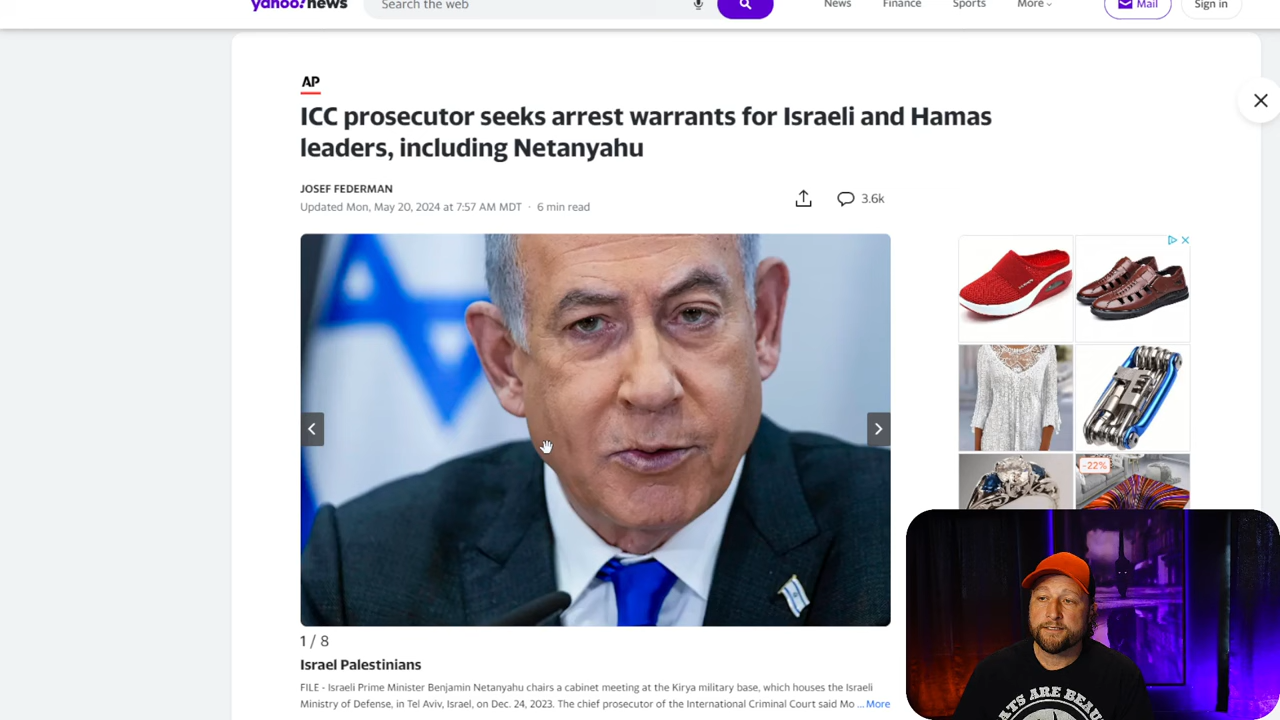 yahoo!news
Search the web
News
Finance
Sports
More
Mail
Sign in
AP
ICC prosecutor seeks arrest warrants for Israeli and Hamas
leaders, including Netanyahu
JOSEF FEDERMAN
Updated Mon, May 20, 2024 at 7:57 AM MDT · 6 min read
3.6k
-22%
1 / 8
Israel Palestinians
FILE - Israeli Prime Minister Benjamin Netanyahu chairs a cabinet meeting at the Kirya military base, which houses the Israeli
Ministry of Defense, in Tel Aviv, Israel, on Dec. 24, 2023. The chief prosecutor of the International Criminal Court said Mo ... More
ATS ARE BEAU